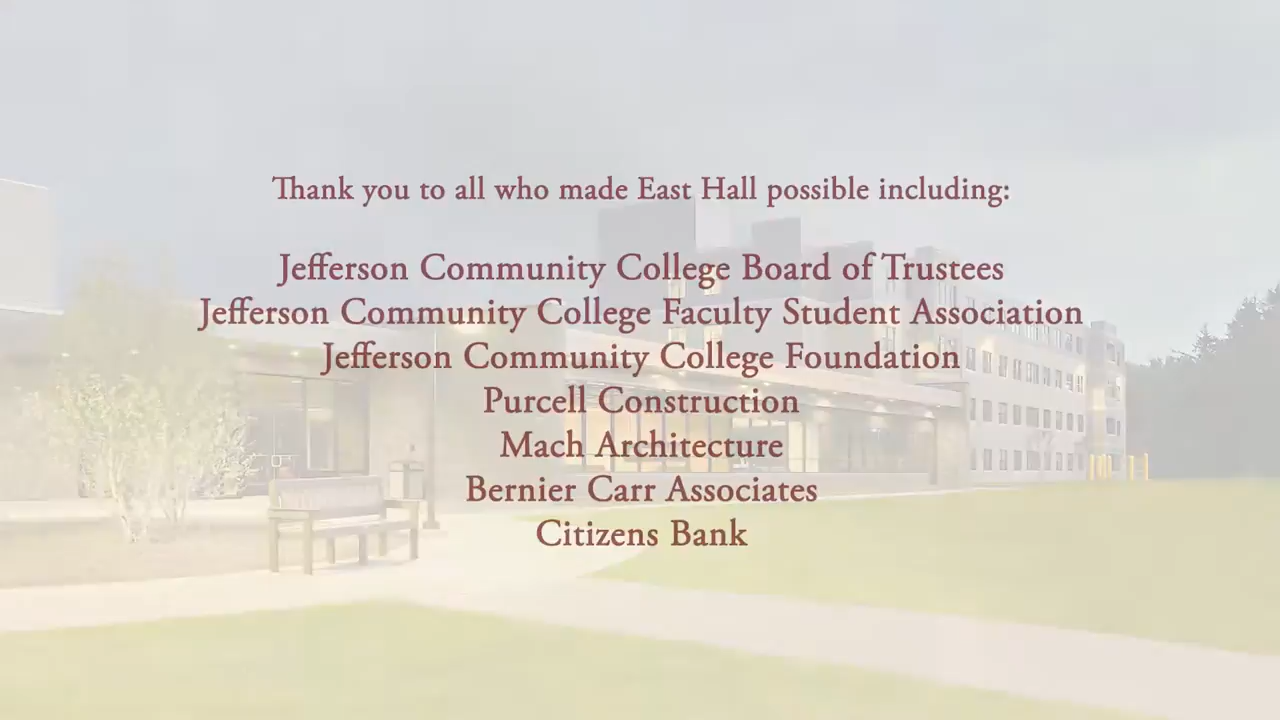 Thank you to all who made East Hall possible including:
Jefferson Community College Board of Trustees
Jefferson Community College Faculty Student Association
Jefferson Community College Foundation
Purcell Construction
Mach Architecture
Bernier Carr Associates
Citizens Bank